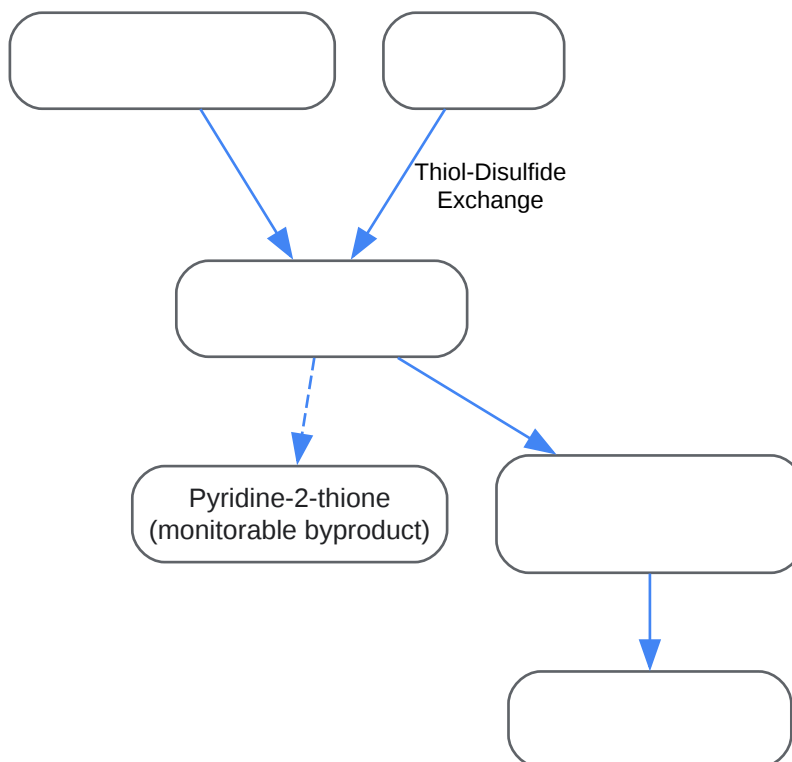 Thiol-Disulfide
Exchange
Pyridine-2-thione
(monitorable byproduct)